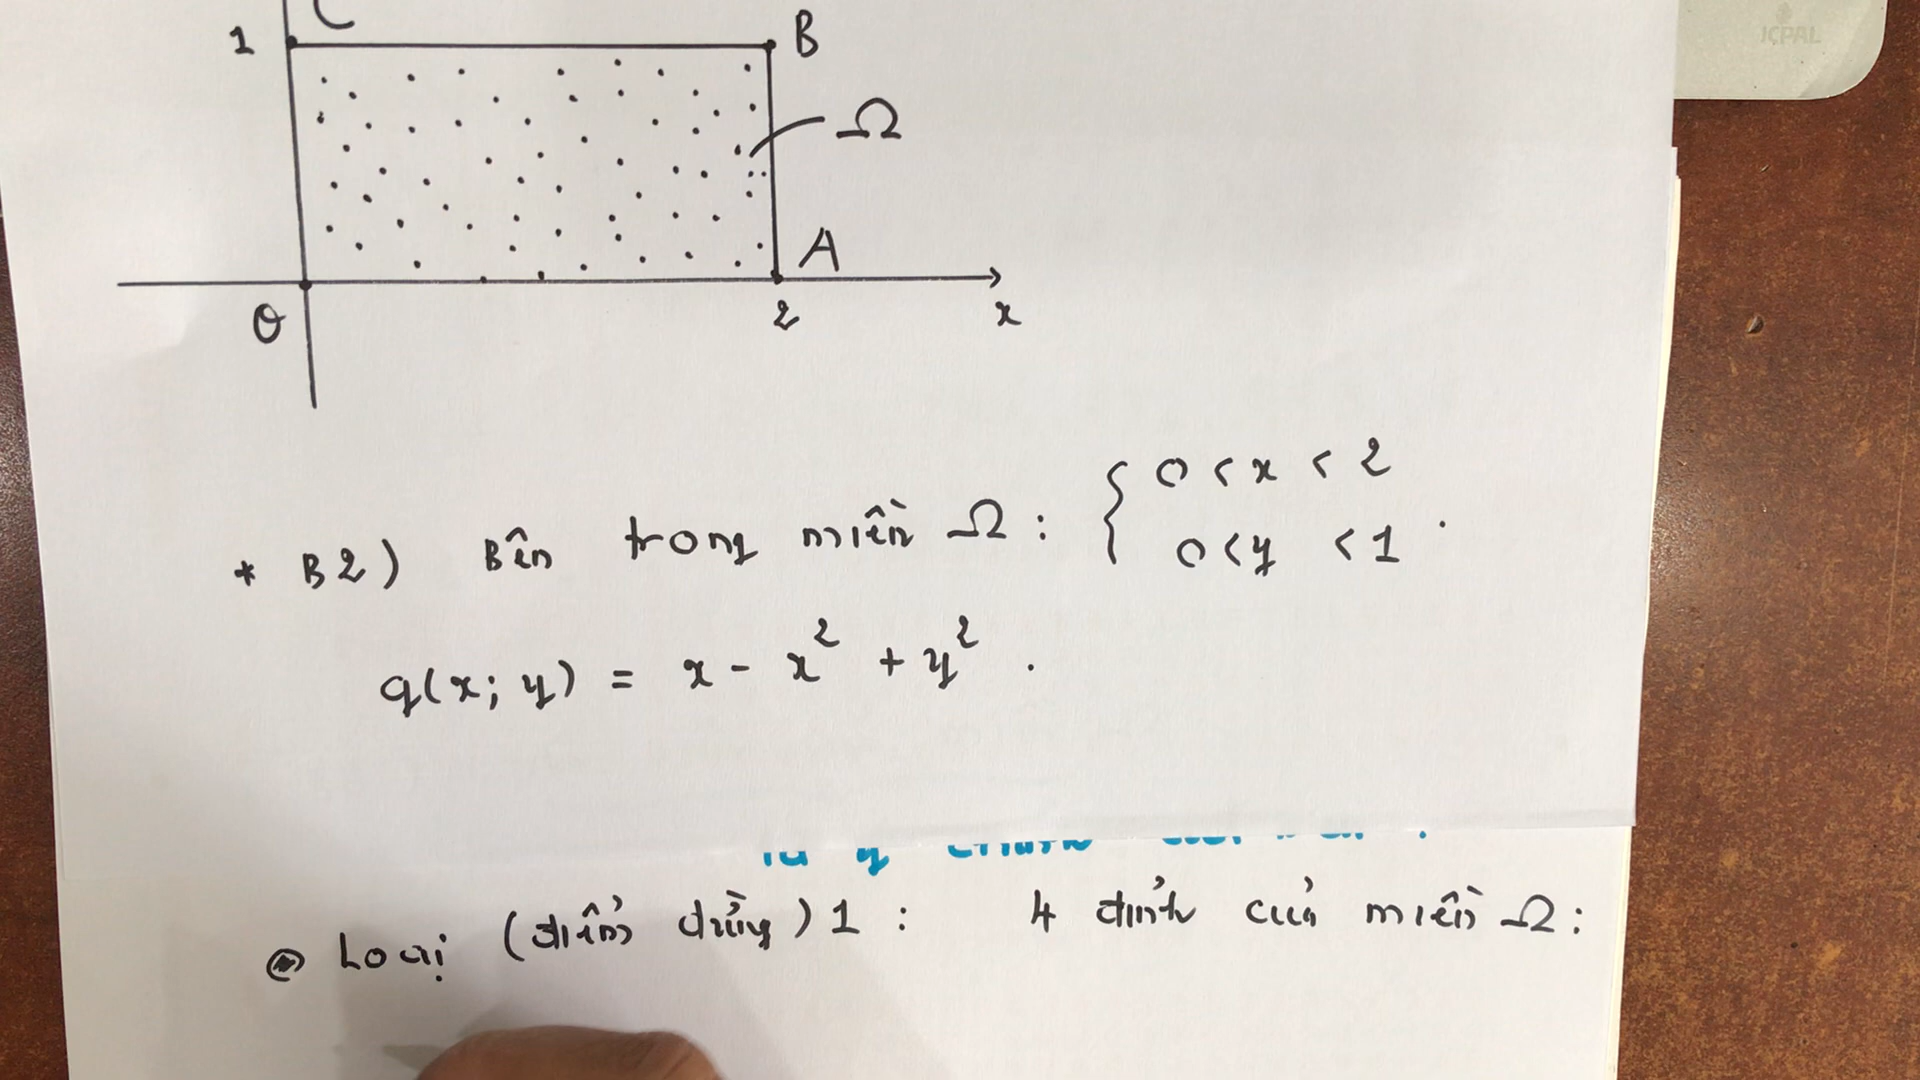 C
1
B
Ω
A
O
2
x
* B2) Bên trong miền Ω: { 0 < x < 2
0 < y < 1 .
g(x; y) = x - x² + y² .
Loại (điểm dừng) 1: 4 đỉnh của miền Ω:
JCPAL